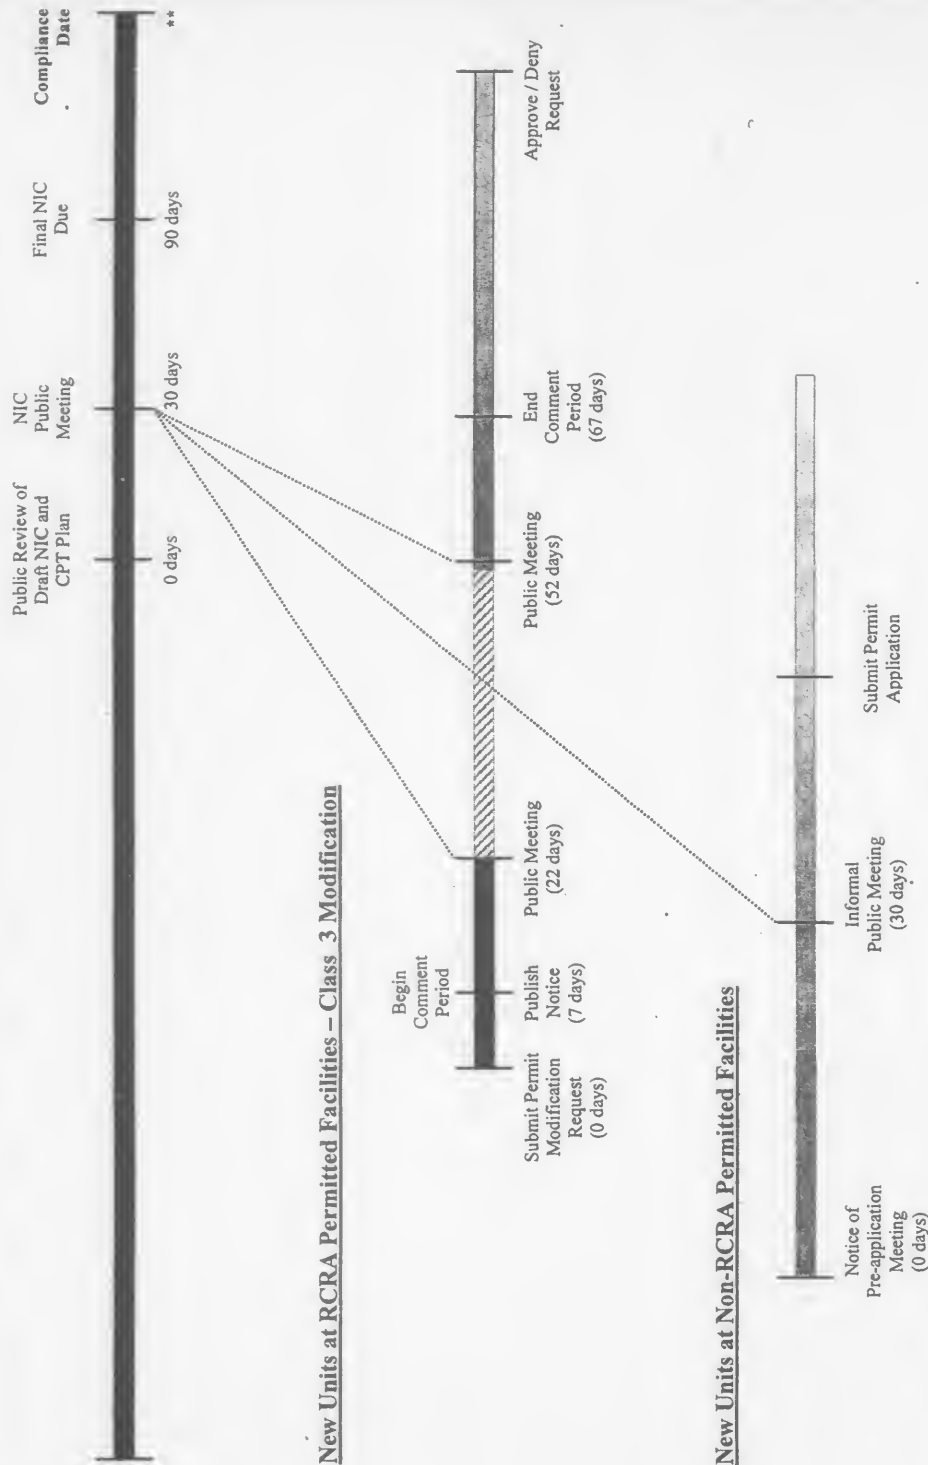 Public Review of
Draft NIC and
CPT Plan
NIC
Public
Meeting
Final NIC
Due
Compliance
Date
0 days
30 days
90 days
**
New Units at RCRA Permitted Facilities – Class 3 Modification
Begin
Comment
Period
Submit Permit
Modification
Request
(0 days)
Publish
Notice
(7 days)
Public Meeting
(22 days)
Public Meeting
(52 days)
End
Comment
Period
(67 days)
Approve / Deny
Request
New Units at Non-RCRA Permitted Facilities
Notice of
Pre-application
Meeting
(0 days)
Informal
Public Meeting
(30 days)
Submit Permit
Application